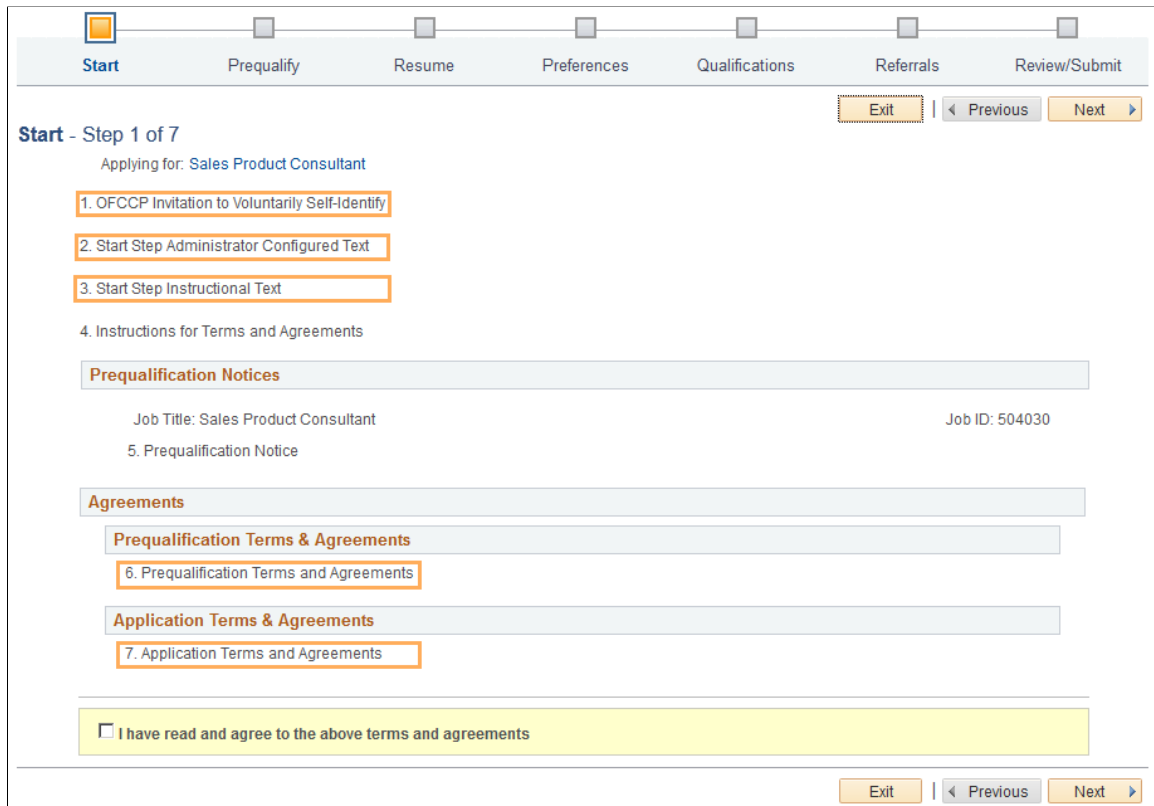 Start Prequalify Resume Preferences Qualifications Referrals Review/Submit
Exit | Previous Next
Start - Step 1 of 7
Applying for: Sales Product Consultant
1. OFCCP Invitation to Voluntarily Self-Identify
2. Start Step Administrator Configured Text
3. Start Step Instructional Text
4. Instructions for Terms and Agreements
Prequalification Notices
Job Title: Sales Product Consultant Job ID: 504030
5. Prequalification Notice
Agreements
Prequalification Terms & Agreements
6. Prequalification Terms and Agreements
Application Terms & Agreements
7. Application Terms and Agreements
I have read and agree to the above terms and agreements
Exit | Previous Next